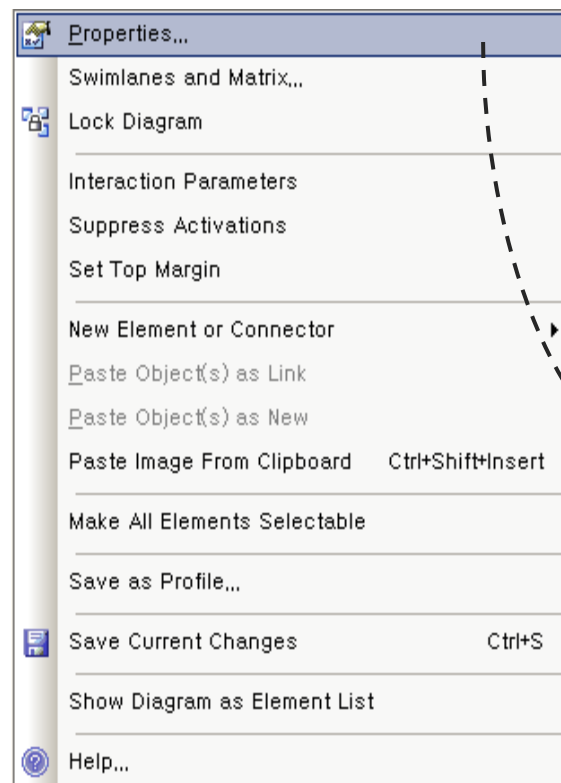 Properties...
Swimlanes and Matrix...
Lock Diagram
Interaction Parameters
Suppress Activations
Set Top Margin
New Element or Connector
Paste Object(s) as Link
Paste Object(s) as New
Paste Image From Clipboard Ctrl+Shift+Insert
Make All Elements Selectable
Save as Profile...
Save Current Changes Ctrl+S
Show Diagram as Element List
Help...